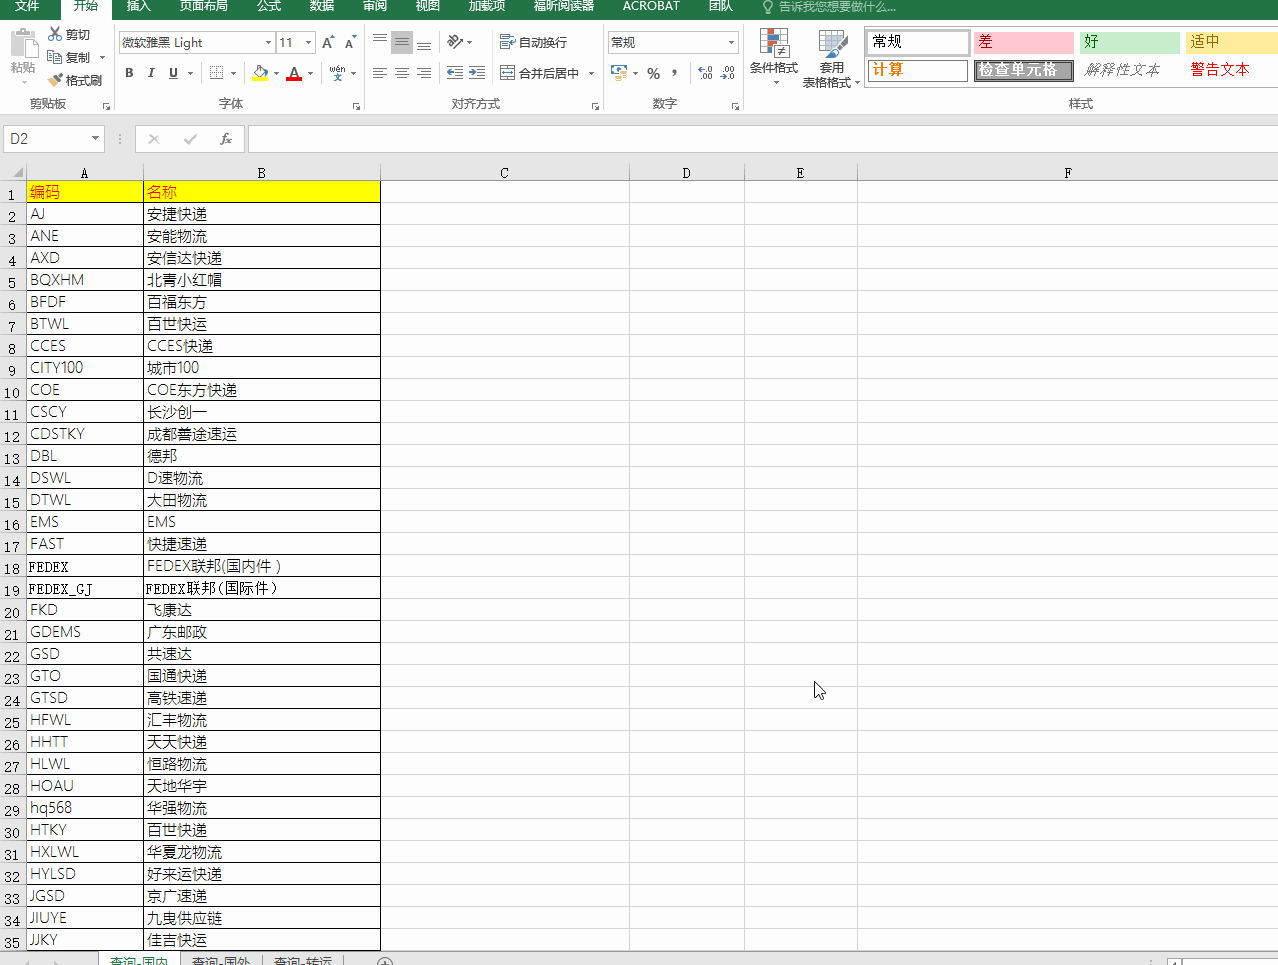 文件 开始 插入 页面布局 公式 数据 审阅 视图 加载项 福昕阅读器 ACROBAT 团队 告诉我您想要做什么...
粘贴 剪切 复制 格式刷 剪贴板
微软雅黑 Light 11 A A
B I U A wén 字体
自动换行 合并后居中 对齐方式
常规 % , 数字
条件格式 套用表格格式
常规 差 好 适中
计算 检查单元格 解释性文本 警告文本
样式
D2 fx
A B C D E F
1 编码 名称
2 AJ 安捷快递
3 ANE 安能物流
4 AXD 安信达快递
5 BQXHM 北青小红帽
6 BFDF 百福东方
7 BTWL 百世快运
8 CCES CCES快递
9 CITY100 城市100
10 COE COE东方快递
11 CSCY 长沙创一
12 CDSTKY 成都善途速运
13 DBL 德邦
14 DSWL D速物流
15 DTWL 大田物流
16 EMS EMS
17 FAST 快捷速递
18 FEDEX FEDEX联邦(国内件）
19 FEDEX_GJ FEDEX联邦(国际件）
20 FKD 飞康达
21 GDEMS 广东邮政
22 GSD 共速达
23 GTO 国通快递
24 GTSD 高铁速递
25 HFWL 汇丰物流
26 HHTT 天天快递
27 HLWL 恒路物流
28 HOAU 天地华宇
29 hq568 华强物流
30 HTKY 百世快递
31 HXLWL 华夏龙物流
32 HYLSD 好来运快递
33 JGSD 京广速递
34 JIUYE 九曳供应链
35 JJKY 佳吉快运
查询-国内 查询-国外 查询-转运